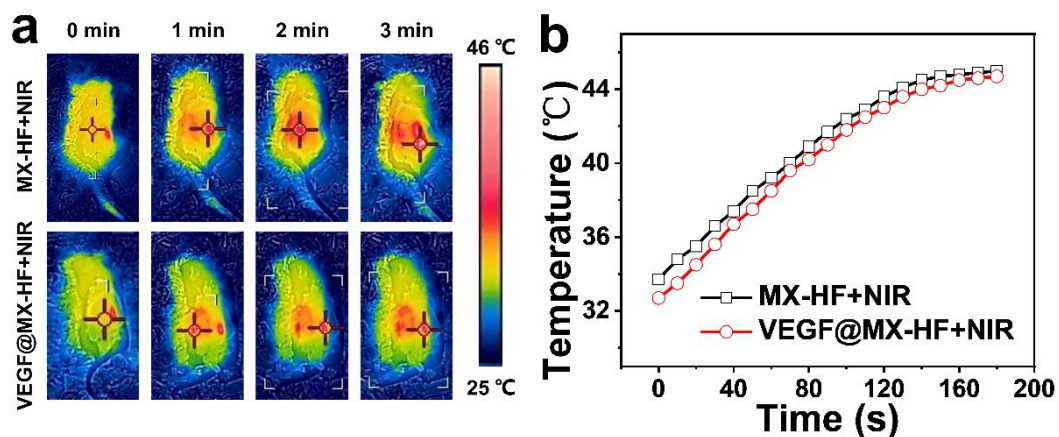 a
0 min 1 min 2 min 3 min
MX-HF+NIR
VEGF@MX-HF+NIR
46 ℃
25 ℃
b
Temperature (℃)
44
40
36
32
MX-HF+NIR
VEGF@MX-HF+NIR
0 40 80 120 160 200
Time (s)